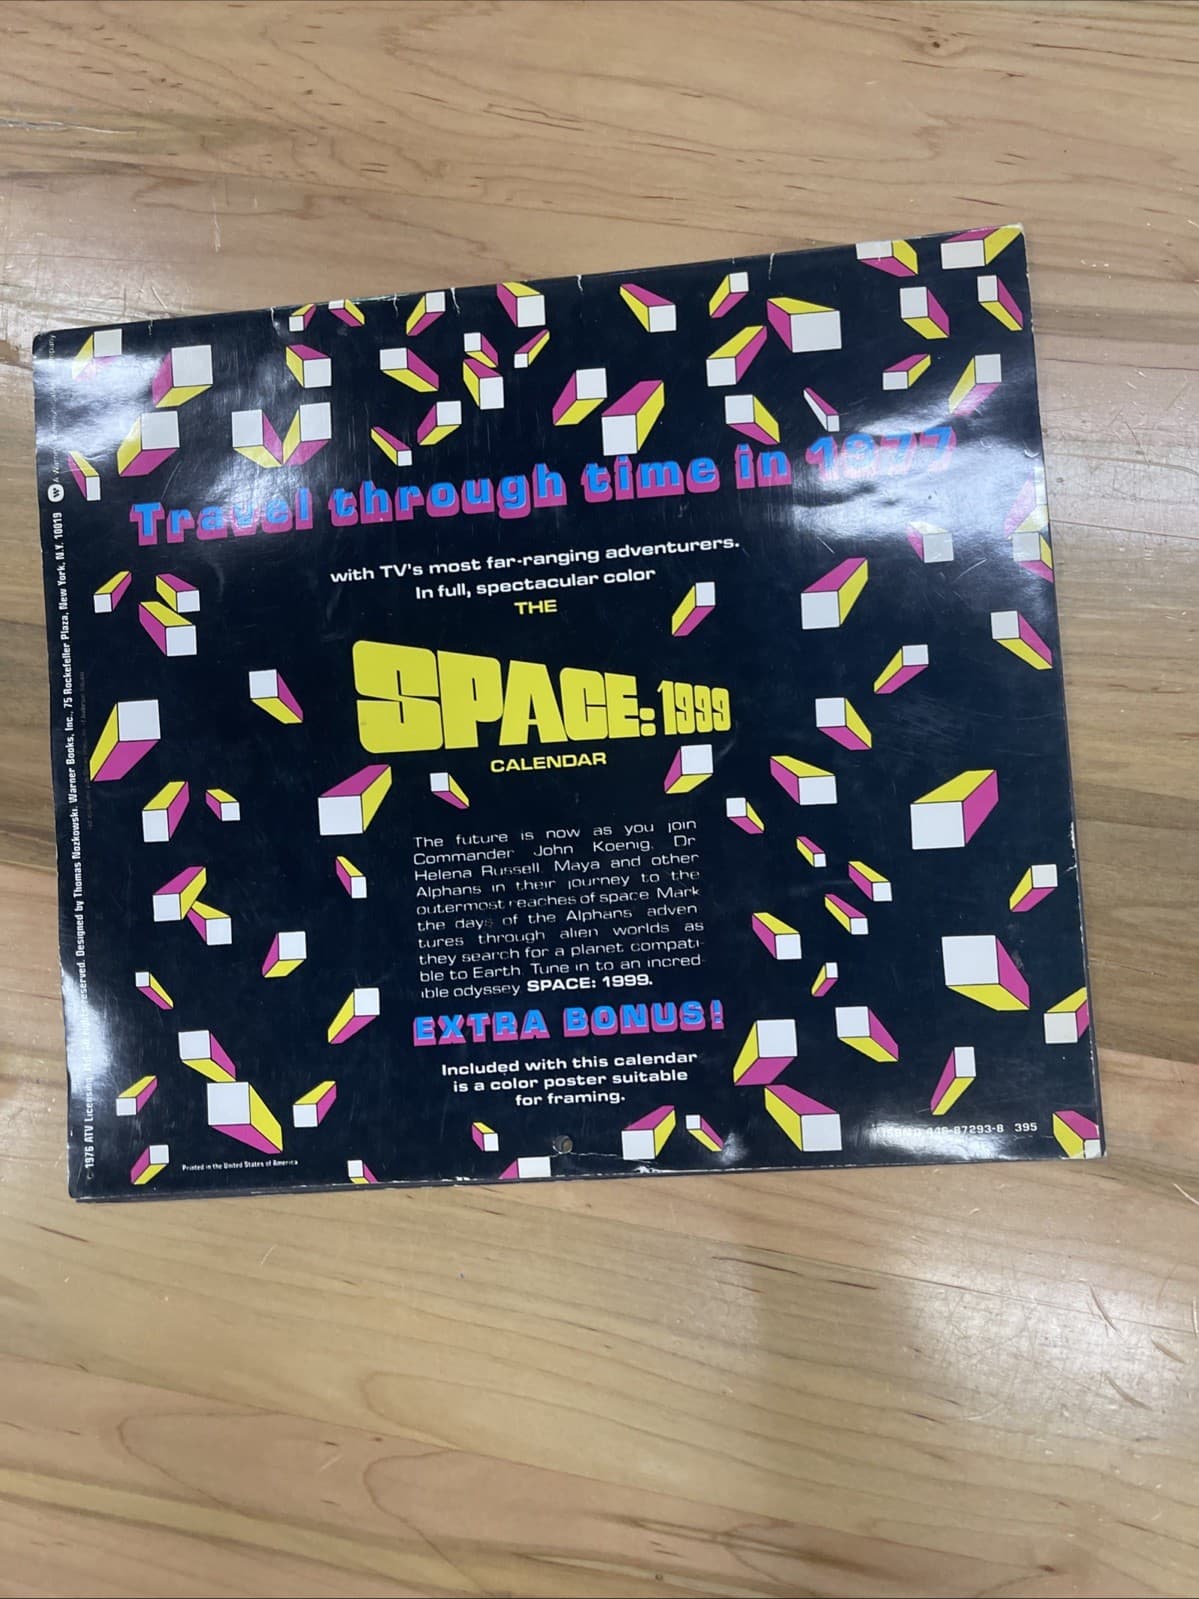 Travel through time in 1977
with TV's most far-ranging adventurers.
In full, spectacular color
THE
SPACE: 1999
CALENDAR
The future is now as you join
Commander John Koenig, Dr
Helena Russell, Maya and other
Alphans in their journey to the
outermost reaches of space Mark
the days of the Alphans adven
tures through alien worlds as
they search for a planet compati-
ble to Earth Tune in to an incred-
ible odyssey SPACE: 1999.
EXTRA BONUS!
Included with this calendar
is a color poster suitable
for framing.
Printed in the United States of America
87293-8 395
1976 ATV reserved. Designed by Thomas Nozkowski. Warner Books, Inc., 75 Rockefeller Plaza, New York, N.Y. 10019